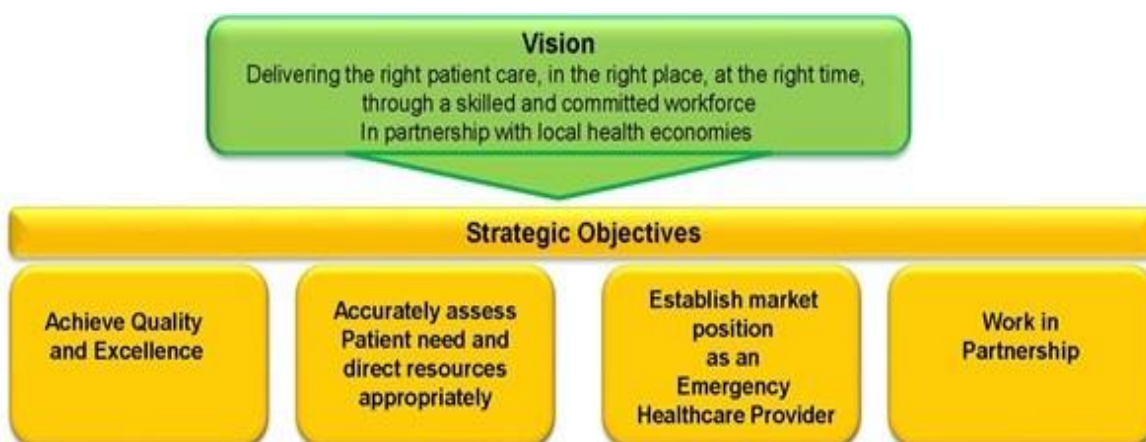 Vision
Delivering the right patient care, in the right place, at the right time,
through a skilled and committed workforce
In partnership with local health economies
Strategic Objectives
Achieve Quality
and Excellence
Accurately assess
Patient need and
direct resources
appropriately
Establish market
position
as an
Emergency
Healthcare Provider
Work in
Partnership